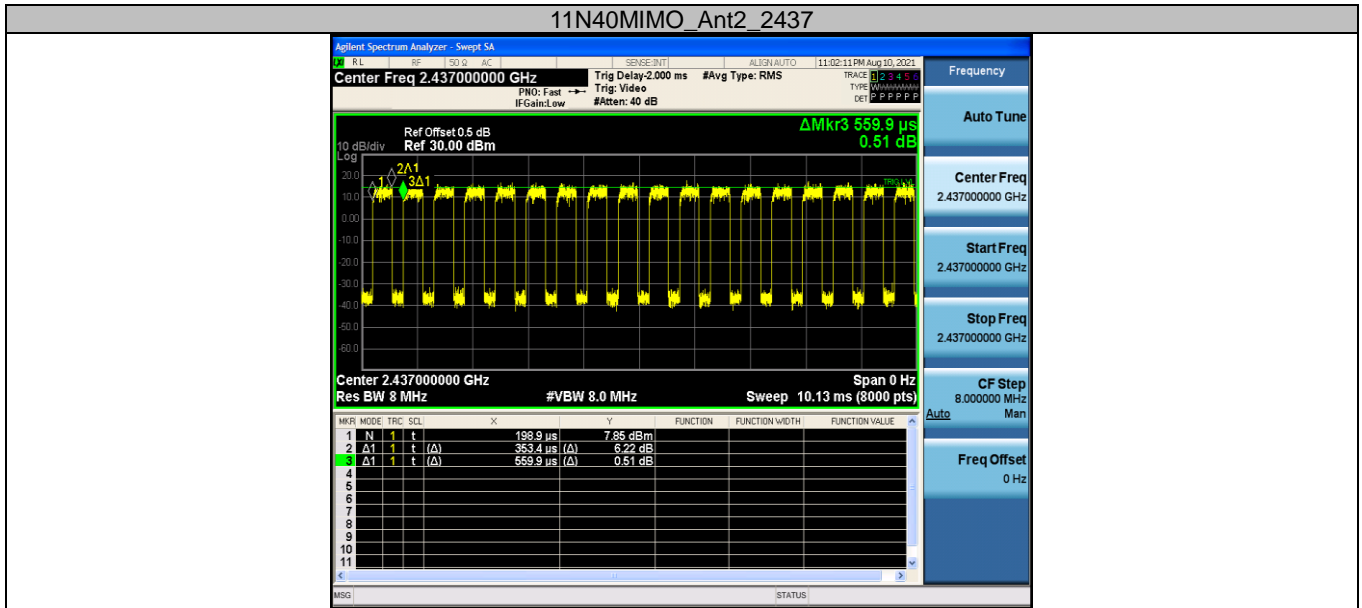 11N40MIMO_Ant2_2437
Agilent Spectrum Analyzer - Swept SA
RL RF 50 Ω AC SENSE:INT ALIGN AUTO 11:02:11 PM Aug 10, 2021
Center Freq 2.437000000 GHz
PNO: Fast
IFGain:Low
Trig Delay-2.000 ms
Trig: Video
#Atten: 40 dB
#Avg Type: RMS
TRACE 1 2 3 4 5 6
TYPE
DET P P P P P P
Frequency
ΔMkr3 559.9 µs
0.51 dB
Ref Offset 0.5 dB
10 dB/div Ref 30.00 dBm
Log
20.0
10.0
0.00
-10.0
-20.0
-30.0
-40.0
-50.0
-60.0
1
2Δ1
3Δ1
Center 2.437000000 GHz Span 0 Hz
Res BW 8 MHz #VBW 8.0 MHz Sweep 10.13 ms (8000 pts)
MKR MODE TRC SCL X Y FUNCTION FUNCTION WIDTH FUNCTION VALUE
1 N 1 t 198.9 µs 7.85 dBm
2 Δ1 1 t (Δ) 353.4 µs (Δ) 6.22 dB
3 Δ1 1 t (Δ) 559.9 µs (Δ) 0.51 dB
4
5
6
7
8
9
10
11
MSG STATUS
Auto Tune
Center Freq
2.437000000 GHz
Start Freq
2.437000000 GHz
Stop Freq
2.437000000 GHz
CF Step
8.000000 MHz
Auto Man
Freq Offset
0 Hz